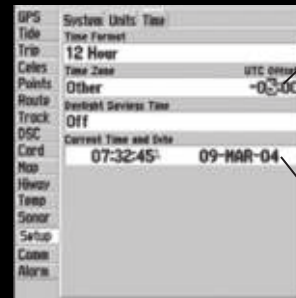 GPS
Tide
Trip
Celes
Points
Route
Track
DSC
Card
Map
Hiway
Temp
Sonar
Setup
Comm
Alarm
System Units Time
Time Format
12 Hour
Time Zone
UTC Offset
Other
Daylight Savings Time
Off
Current Time and Date
07:32:45
09-MAR-04